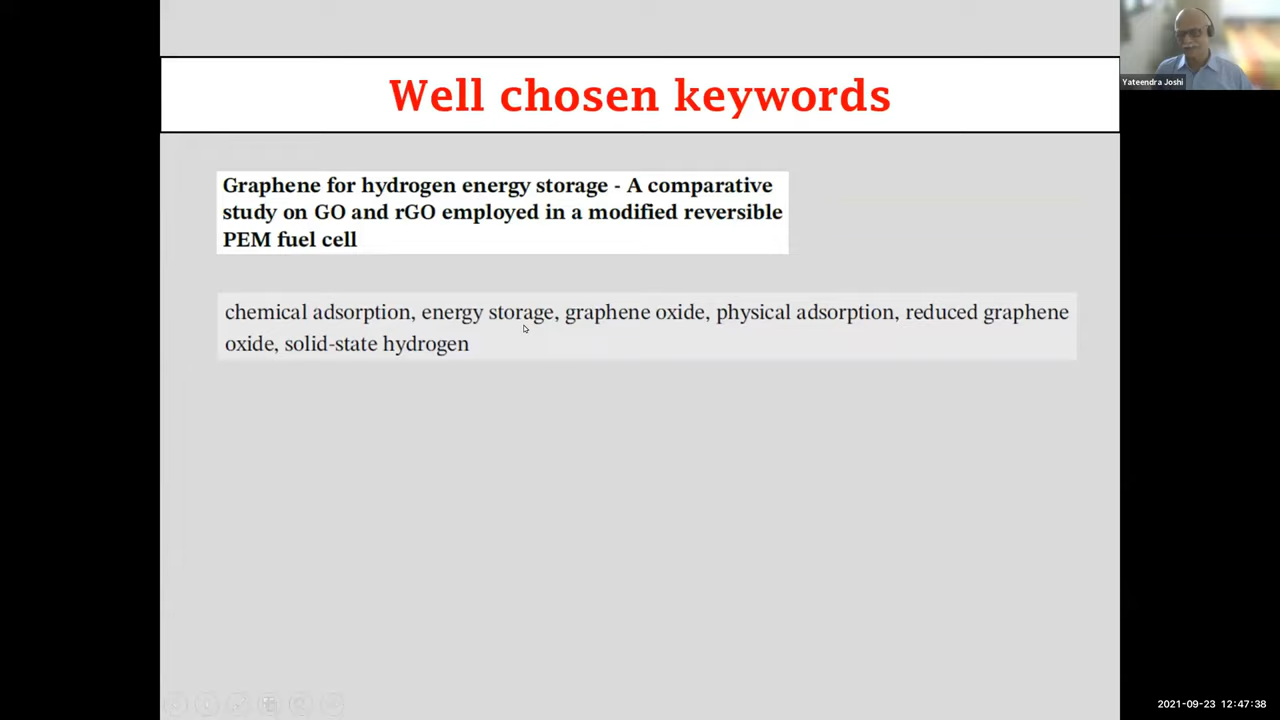 Well chosen keywords
Yateendra Joshi
Graphene for hydrogen energy storage - A comparative
study on GO and rGO employed in a modified reversible
PEM fuel cell
chemical adsorption, energy storage, graphene oxide, physical adsorption, reduced graphene
oxide, solid-state hydrogen
2021-09-23 12:47:38